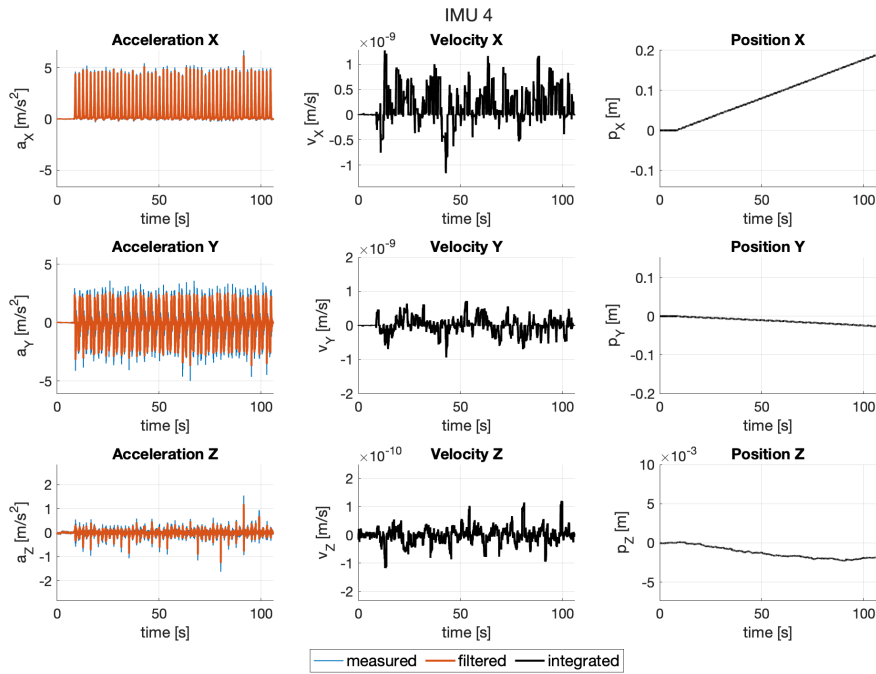 IMU 4
Acceleration X
Velocity X
Position X
×10⁻⁹
5
0
-5
a_X [m/s²]
0 50 100
time [s]
1
0.5
0
-0.5
-1
v_X [m/s]
0 50 100
time [s]
0.2
0.1
0
-0.1
p_X [m]
0 50 100
time [s]
Acceleration Y
Velocity Y
Position Y
×10⁻⁹
5
0
-5
a_Y [m/s²]
0 50 100
time [s]
2
1
0
-1
-2
v_Y [m/s]
0 50 100
time [s]
0.1
0
-0.1
-0.2
p_Y [m]
0 50 100
time [s]
Acceleration Z
Velocity Z
Position Z
×10⁻¹⁰
×10⁻³
2
1
0
-1
-2
a_Z [m/s²]
0 50 100
time [s]
2
1
0
-1
-2
v_Z [m/s]
0 50 100
time [s]
10
5
0
-5
p_Z [m]
0 50 100
time [s]
measured filtered integrated